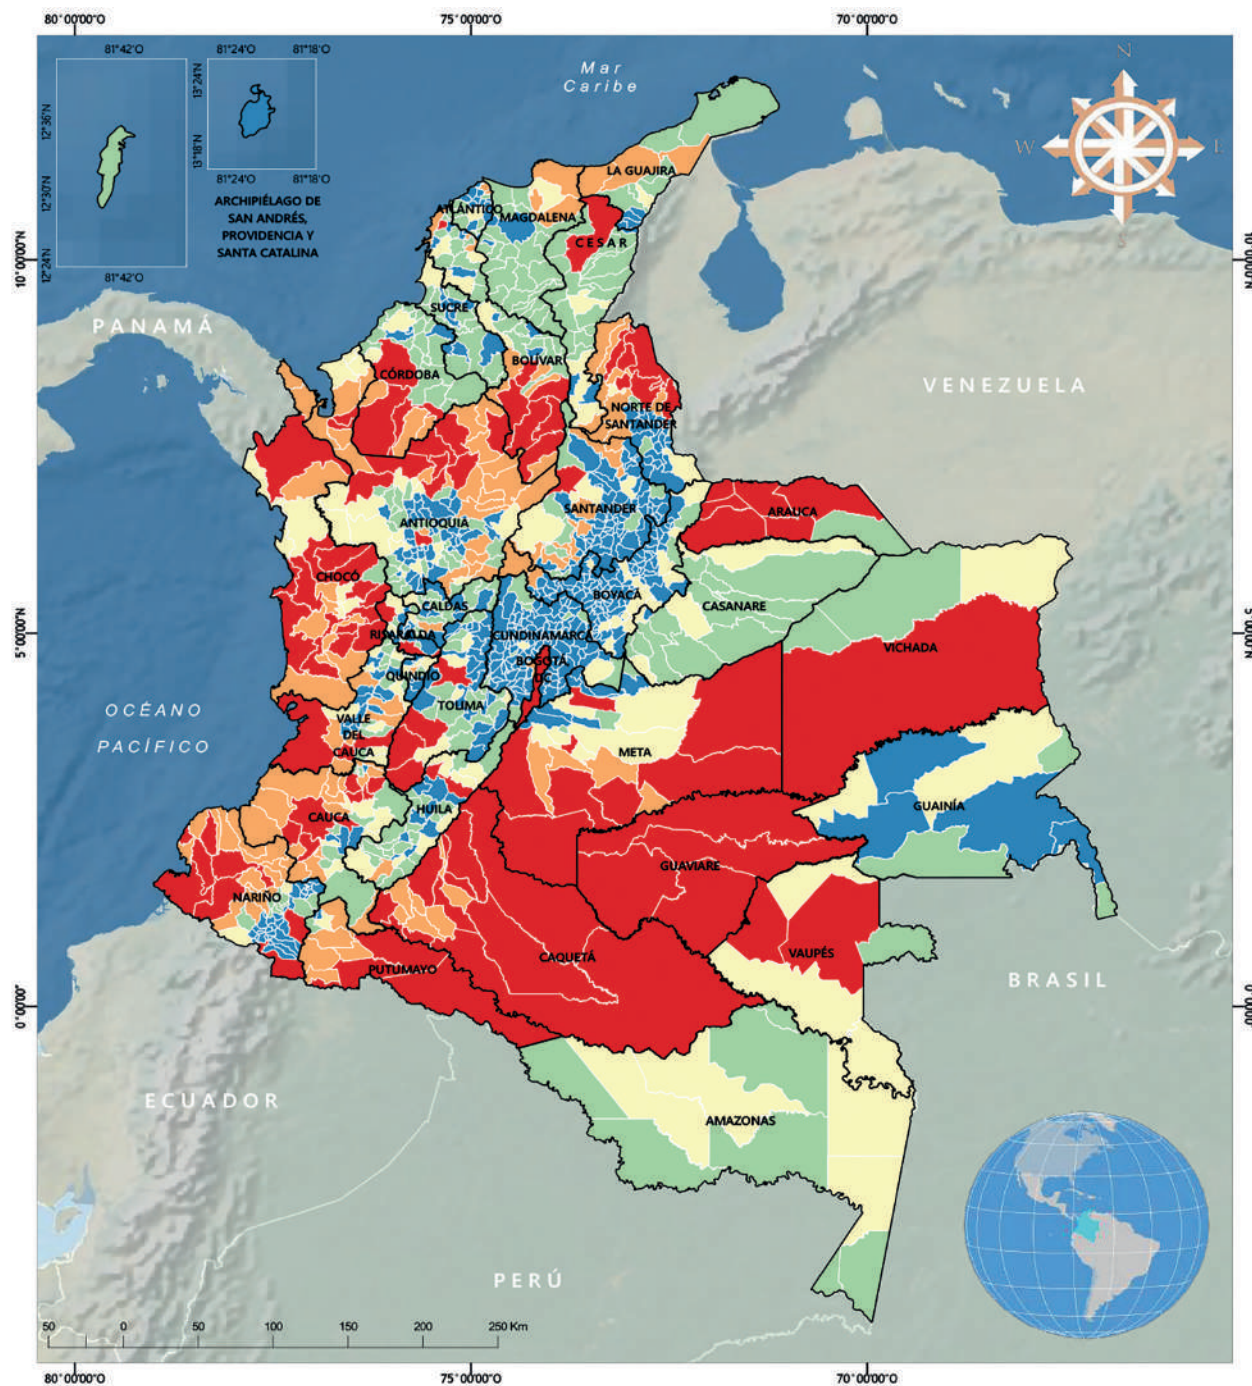 80°00'00"O 75°00'00"O 70°00'00"O
81°42'O
81°24'O 81°18'O
13°24'N
13°18'N
12°36'N
12°30'N
12°24'N
81°24'O 81°18'O
81°42'O
ARCHIPIÉLAGO DE
SAN ANDRÉS,
PROVIDENCIA Y
SANTA CATALINA
Mar
Caribe
N
W E
S
LA GUAJIRA
ATLÁNTICO
MAGDALENA
CESAR
10°00'00"N
PANAMÁ
SUCRE
BOLÍVAR
CÓRDOBA
VENEZUELA
NORTE DE
SANTANDER
SANTANDER
ARAUCA
ANTIOQUIA
CHOCÓ
BOYACÁ
CALDAS
CASANARE
RISARALDA
CUNDINAMARCA
5°00'00"N
VICHADA
BOGOTÁ
DC
QUINDÍO
TOLIMA
OCÉANO
PACÍFICO
VALLE
DEL
CAUCA
META
GUAINÍA
HUILA
CAUCA
GUAVIARE
NARIÑO
VAUPÉS
CAQUETÁ
PUTUMAYO
BRASIL
0°00'00"
ECUADOR
AMAZONAS
PERÚ
50 0 50 100 150 200 250 Km
80°00'00"O 75°00'00"O 70°00'00"O